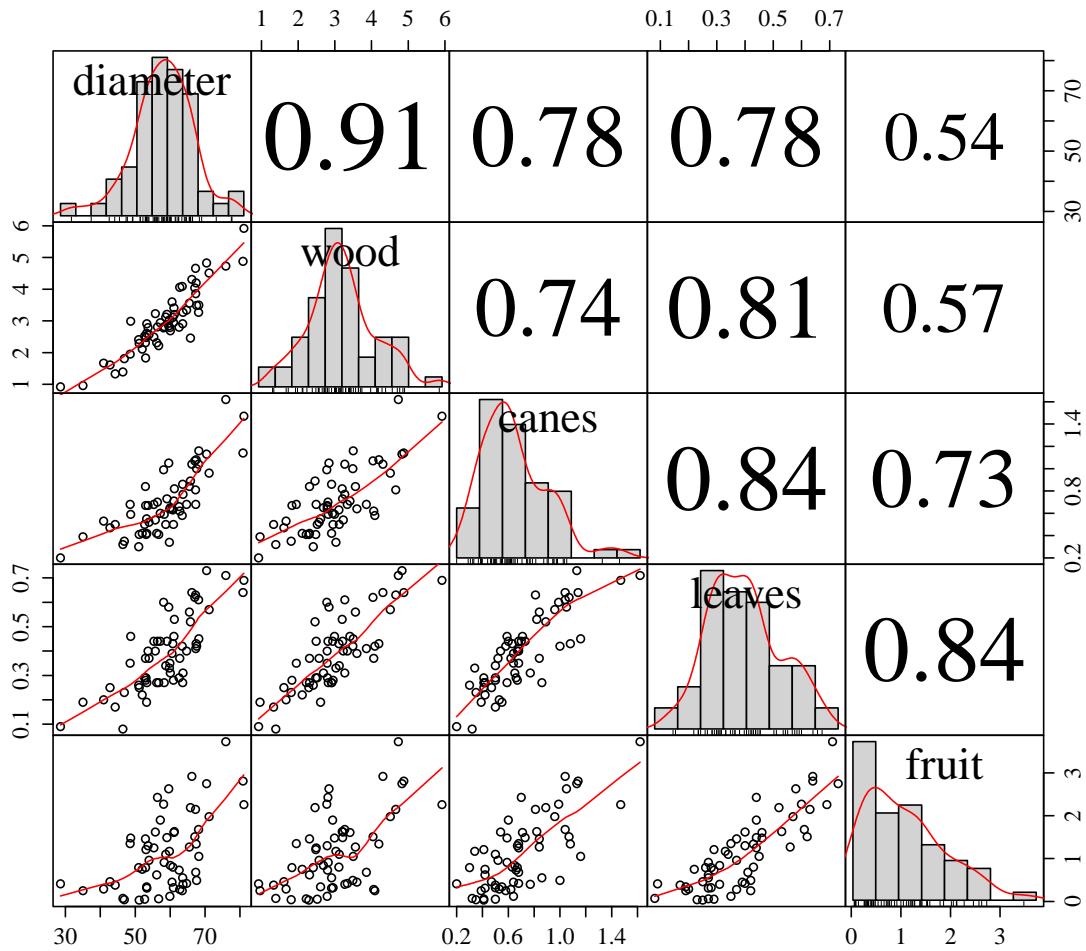 1 2 3 4 5 6 0.1 0.3 0.5 0.7
diameter 0.91 0.78 0.78 0.54 30 50 70
6 5 4 3 2 1 wood 0.74 0.81 0.57
canes 0.84 0.73 0.2 0.8 1.4
0.7 0.5 0.3 0.1 leaves 0.84
fruit 0 1 2 3
30 50 70 0.2 0.6 1.0 1.4 0 1 2 3